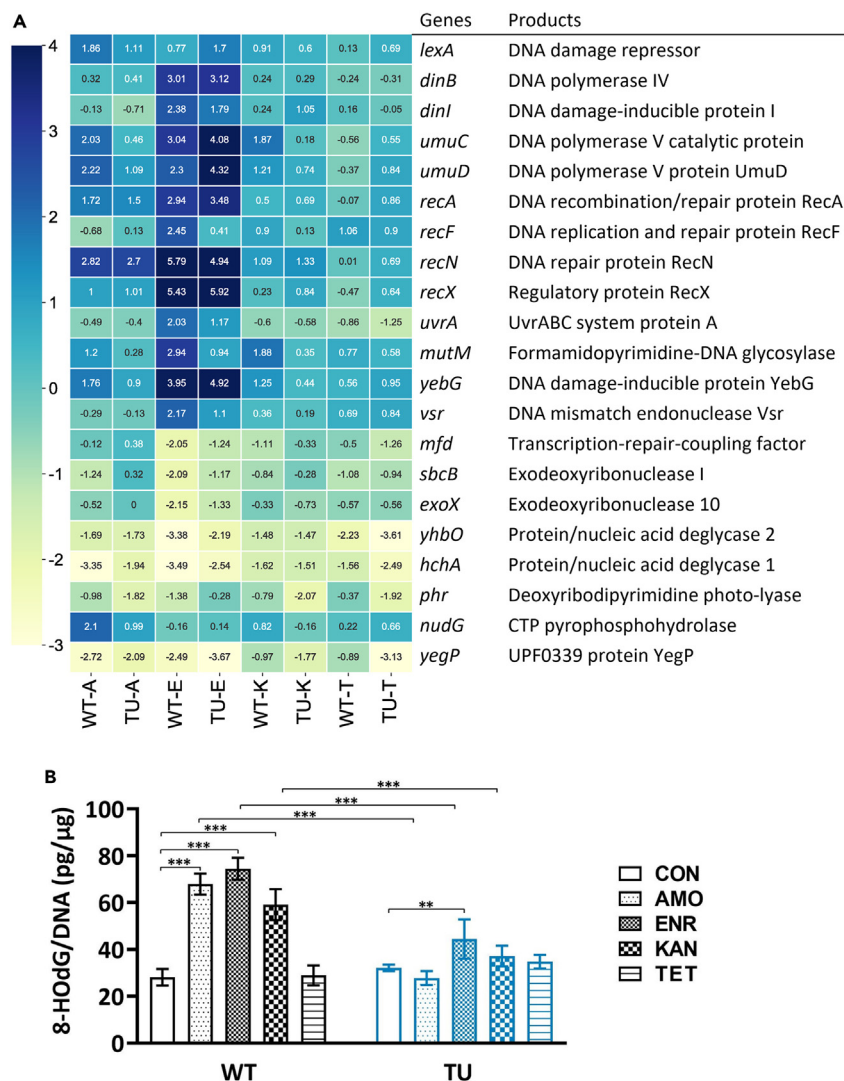 A
Genes Products
4
3
2
1
0
-1
-2
-3
1.86 1.11 0.77 1.7 0.91 0.6 0.13 0.69 lexA DNA damage repressor
0.32 0.41 3.01 3.12 0.24 0.29 -0.24 -0.31 dinB DNA polymerase IV
-0.13 -0.71 2.38 1.79 0.24 1.05 0.16 -0.05 dinI DNA damage-inducible protein I
2.03 0.46 3.04 4.08 1.87 0.18 -0.56 0.55 umuC DNA polymerase V catalytic protein
2.22 1.09 2.3 4.32 1.21 0.74 -0.37 0.84 umuD DNA polymerase V protein UmuD
1.72 1.5 2.94 3.48 0.5 0.69 -0.07 0.86 recA DNA recombination/repair protein RecA
-0.68 0.13 2.45 0.41 0.9 0.13 1.06 0.9 recF DNA replication and repair protein RecF
2.82 2.7 5.79 4.94 1.09 1.33 0.01 0.69 recN DNA repair protein RecN
1 1.01 5.43 5.92 0.23 0.84 -0.47 0.64 recX Regulatory protein RecX
-0.49 -0.4 2.03 1.17 -0.6 -0.58 -0.86 -1.25 uvrA UvrABC system protein A
1.2 0.28 2.94 0.94 1.88 0.35 0.77 0.58 mutM Formamidopyrimidine-DNA glycosylase
1.76 0.9 3.95 4.92 1.25 0.44 0.56 0.95 yebG DNA damage-inducible protein YebG
-0.29 -0.13 2.17 1.1 0.36 0.19 0.69 0.84 vsr DNA mismatch endonuclease Vsr
-0.12 0.38 -2.05 -1.24 -1.11 -0.33 -0.5 -1.26 mfd Transcription-repair-coupling factor
-1.24 0.32 -2.09 -1.17 -0.84 -0.28 -1.08 -0.94 sbcB Exodeoxyribonuclease I
-0.52 0 -2.15 -1.33 -0.33 -0.73 -0.57 -0.56 exoX Exodeoxyribonuclease 10
-1.69 -1.73 -3.38 -2.19 -1.48 -1.47 -2.23 -3.61 yhbO Protein/nucleic acid deglycase 2
-3.35 -1.94 -3.49 -2.54 -1.62 -1.51 -1.56 -2.49 hchA Protein/nucleic acid deglycase 1
-0.98 -1.82 -1.38 -0.28 -0.79 -2.07 -0.37 -1.92 phr Deoxyribodipyrimidine photo-lyase
2.1 0.99 -0.16 0.14 0.82 -0.16 0.22 0.66 nudG CTP pyrophosphohydrolase
-2.72 -2.09 -2.49 -3.67 -0.97 -1.77 -0.89 -3.13 yegP UPF0339 protein YegP
WT-A TU-A WT-E TU-E WT-K TU-K WT-T TU-T
B
8-HOdG/DNA (pg/µg)
100
80
60
40
20
0
***
***
***
***
***
***
**
WT TU
CON
AMO
ENR
KAN
TET